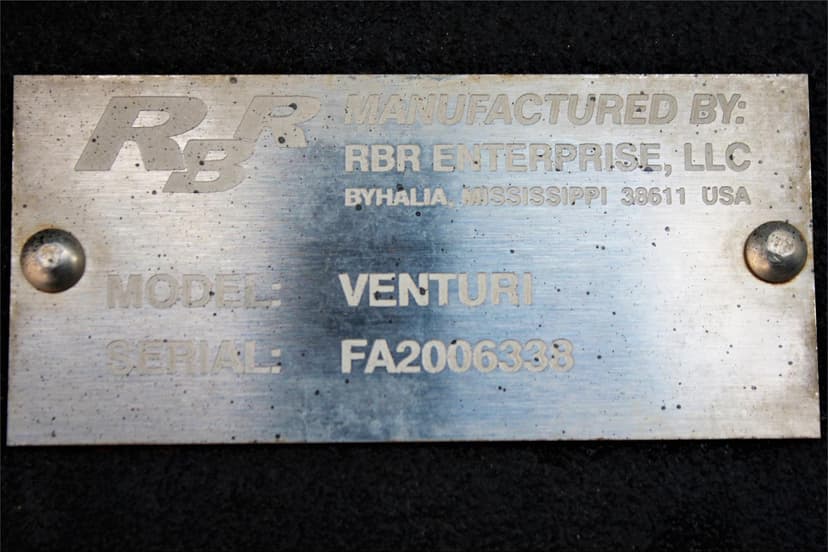 RBR
MANUFACTURED BY:
RBR ENTERPRISE, LLC
BYHALIA, MISSISSIPPI 38611 USA
MODEL: VENTURI
SERIAL: FA2006338